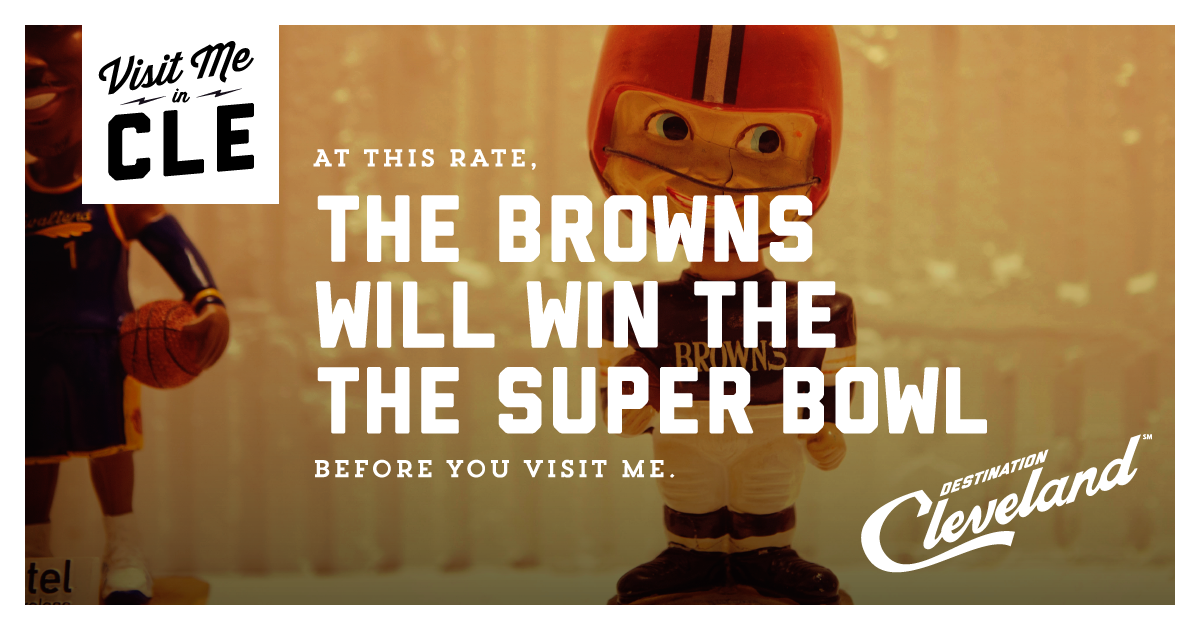 Visit Me
in
CLE
AT THIS RATE,
THE BROWNS
WILL WIN THE
THE SUPER BOWL
BEFORE YOU VISIT ME.
1
BROWNS
DESTINATION
Cleveland SM
tel